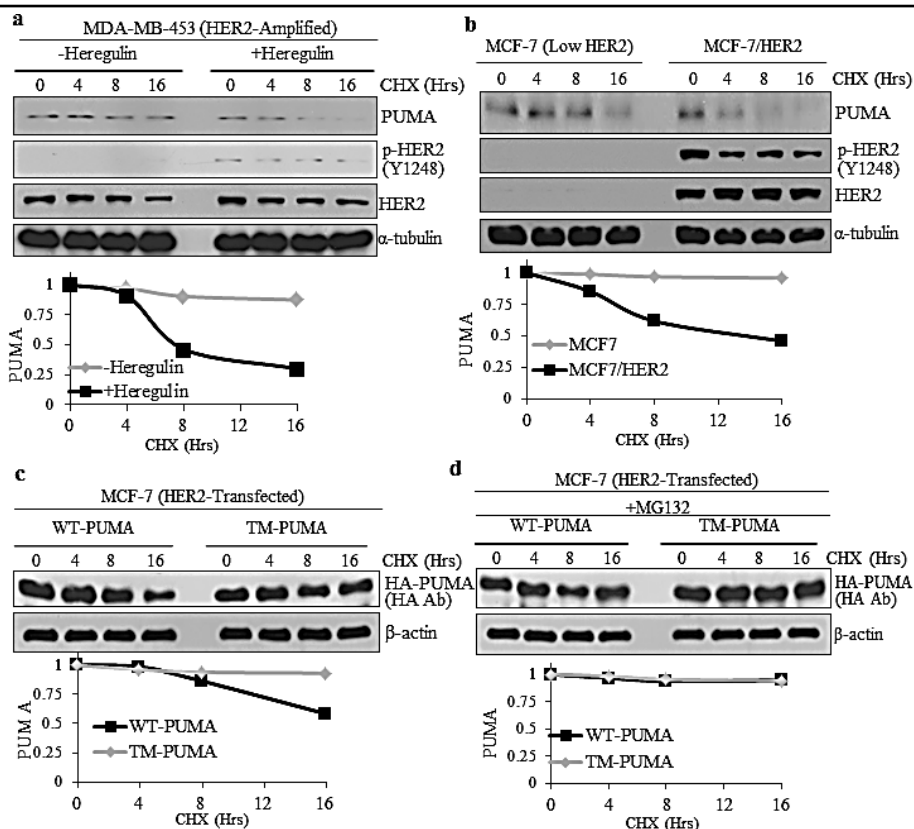 a
MDA-MB-453 (HER2-Amplified)
-Heregulin +Heregulin
0 4 8 16 0 4 8 16 CHX (Hrs)
PUMA
p-HER2
(Y1248)
HER2
α-tubulin
1
0.75
0.5
0.25
0
PUMA
-Heregulin
+Heregulin
0 4 8 12 16
CHX (Hrs)
b
MCF-7 (Low HER2) MCF-7/HER2
0 4 8 16 0 4 8 16 CHX (Hrs)
PUMA
p-HER2
(Y1248)
HER2
α-tubulin
1
0.75
0.5
0.25
0
PUMA
MCF7
MCF7/HER2
0 4 8 12 16
CHX (Hrs)
c
MCF-7 (HER2-Transfected)
WT-PUMA TM-PUMA
0 4 8 16 0 4 8 16 CHX (Hrs)
HA-PUMA
(HA Ab)
β-actin
1
0.75
0.5
0.25
0
PUM A
WT-PUMA
TM-PUMA
0 4 8 12 16
CHX (Hrs)
d
MCF-7 (HER2-Transfected)
+MG132
WT-PUMA TM-PUMA
0 4 8 16 0 4 8 16 CHX (Hrs)
HA-PUMA
(HA Ab)
β-actin
1
0.75
0.5
0.25
0
PUMA
WT-PUMA
TM-PUMA
0 4 8 12 16
CHX (Hrs)